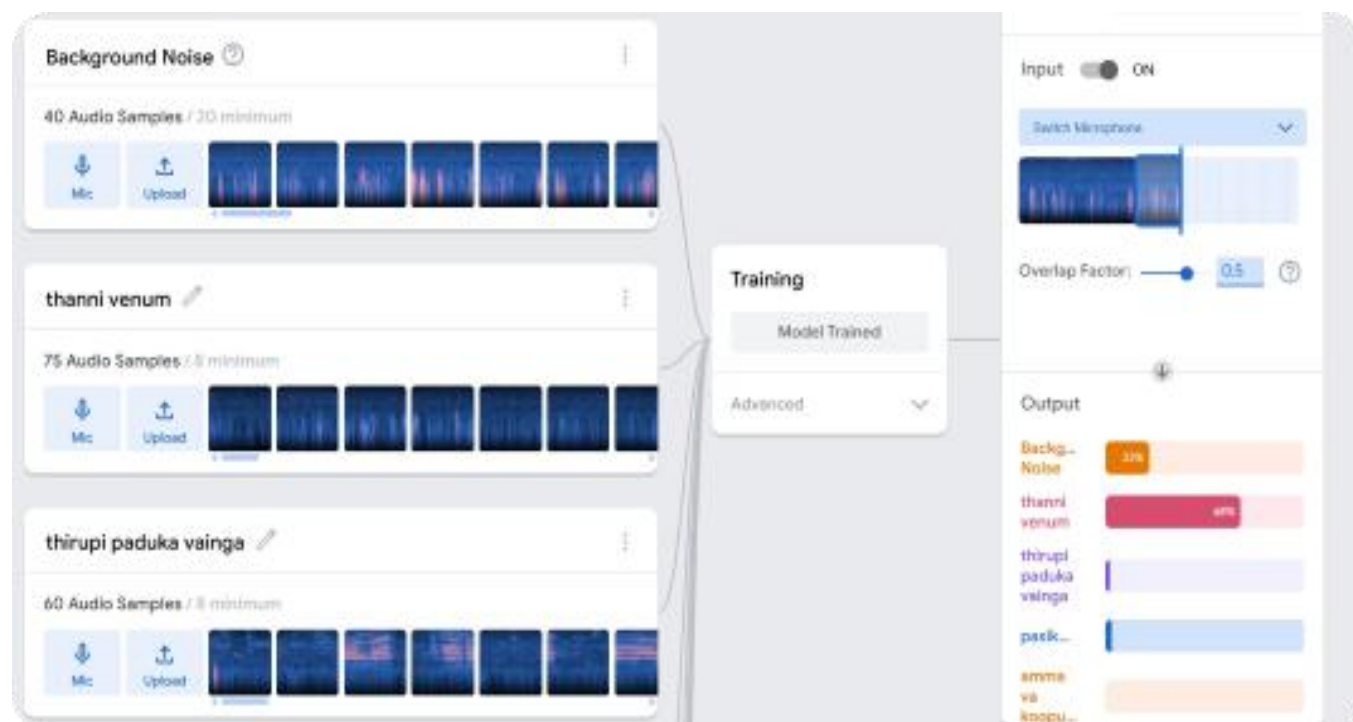 Background Noise
40 Audio Samples / 20 minimum
Mic
Upload
thanni venum
75 Audio Samples / 8 minimum
Mic
Upload
thirupi paduka vainga
60 Audio Samples / 8 minimum
Mic
Upload
Training
Model Trained
Advanced
Input ON
Switch Microphone
Overlap Factor: 0.5
Output
Backg...
Noise
thanni
venum
thirupi
paduka
vainga
pasik...
amma
va
koopu...